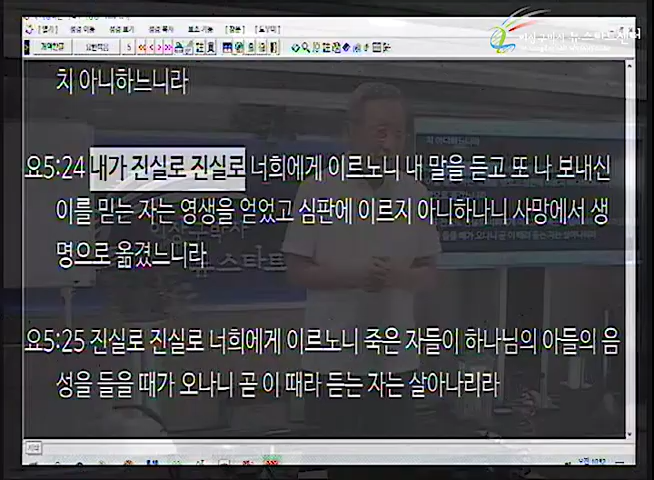 뉴스타트센터
치 아니하느니라
요5:24 내가 진실로 진실로 너희에게 이르노니 내 말을 듣고 또 나 보내신
이를 믿는 자는 영생을 얻었고 심판에 이르지 아니하나니 사망에서 생
명으로 옮겼느니라
요5:25 진실로 진실로 너희에게 이르노니 죽은 자들이 하나님의 아들의 음
성을 들을 때가 오나니 곧 이 때라 듣는 자는 살아나리라